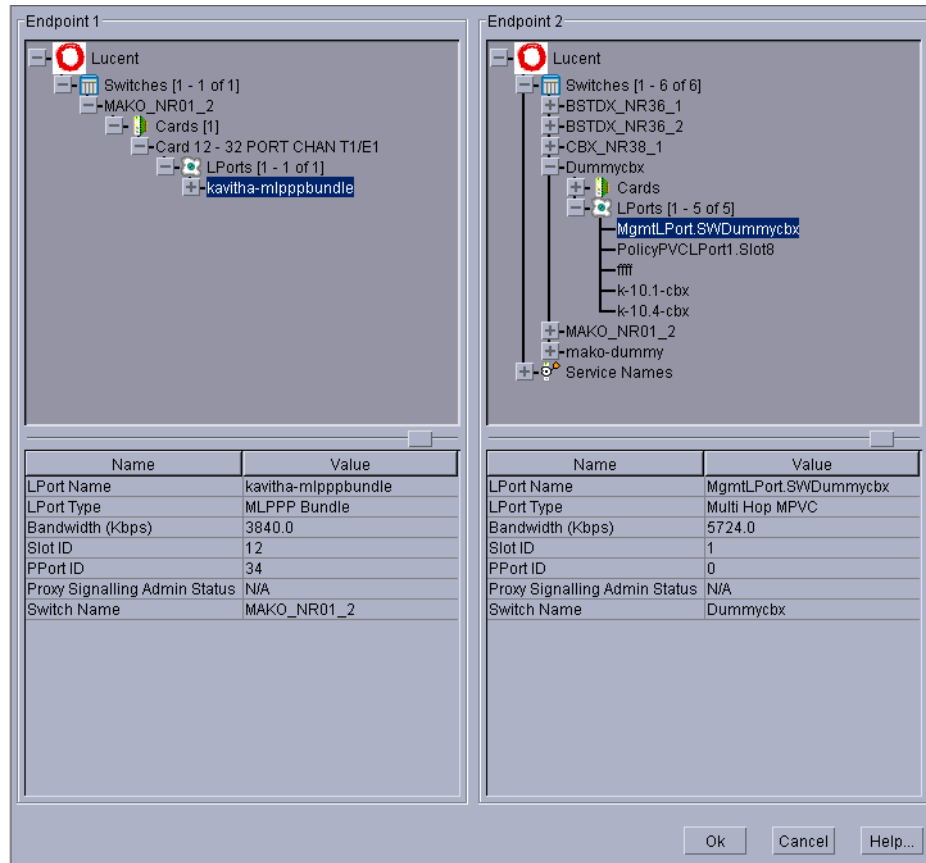 Endpoint 1
Lucent
Switches [1 - 1 of 1]
MAKO_NR01_2
Cards [1]
Card 12 - 32 PORT CHAN T1/E1
LPorts [1 - 1 of 1]
kavitha-mlpppbundle
Name Value
LPort Name kavitha-mlpppbundle
LPort Type MLPPP Bundle
Bandwidth (Kbps) 3840.0
Slot ID 12
PPort ID 34
Proxy Signalling Admin Status N/A
Switch Name MAKO_NR01_2
Endpoint 2
Lucent
Switches [1 - 6 of 6]
BSTDX_NR36_1
BSTDX_NR36_2
CBX_NR38_1
Dummycbx
Cards
LPorts [1 - 5 of 5]
MgmtLPort.SWDummycbx
PolicyPVCLPort1.Slot8
ffff
k-10.1-cbx
k-10.4-cbx
MAKO_NR01_2
mako-dummy
Service Names
Name Value
LPort Name MgmtLPort.SWDummycbx
LPort Type Multi Hop MPVC
Bandwidth (Kbps) 5724.0
Slot ID 1
PPort ID 0
Proxy Signalling Admin Status N/A
Switch Name Dummycbx
Ok Cancel Help...